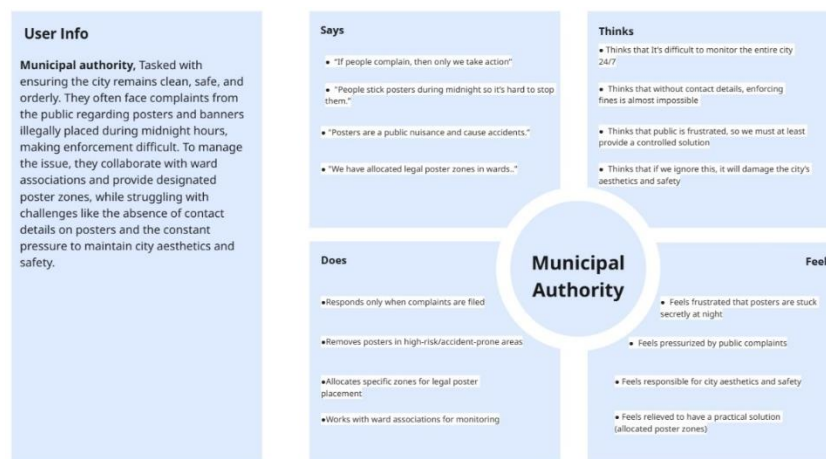 User Info
Municipal authority, Tasked with
ensuring the city remains clean, safe, and
orderly. They often face complaints from
the public regarding posters and banners
illegally placed during midnight hours,
making enforcement difficult. To manage
the issue, they collaborate with ward
associations and provide designated
poster zones, while struggling with
challenges like the absence of contact
details on posters and the constant
pressure to maintain city aesthetics and
safety.
Says
• "If people complain, then only we take action"
• "People stick posters during midnight so it's hard to stop
them."
• "Posters are a public nuisance and cause accidents."
• "We have allocated legal poster zones in wards.."
Thinks
• Thinks that It's difficult to monitor the entire city
24/7
• Thinks that without contact details, enforcing
fines is almost impossible
• Thinks that public is frustrated, so we must at least
provide a controlled solution
• Thinks that if we ignore this, it will damage the city's
aesthetics and safety
Municipal
Authority
Does
•Responds only when complaints are filed
•Removes posters in high-risk/accident-prone areas
•Allocates specific zones for legal poster
placement
•Works with ward associations for monitoring
Feel
• Feels frustrated that posters are stuck
secretly at night
• Feels pressurized by public complaints
• Feels responsible for city aesthetics and safety
• Feels relieved to have a practical solution
(allocated poster zones)